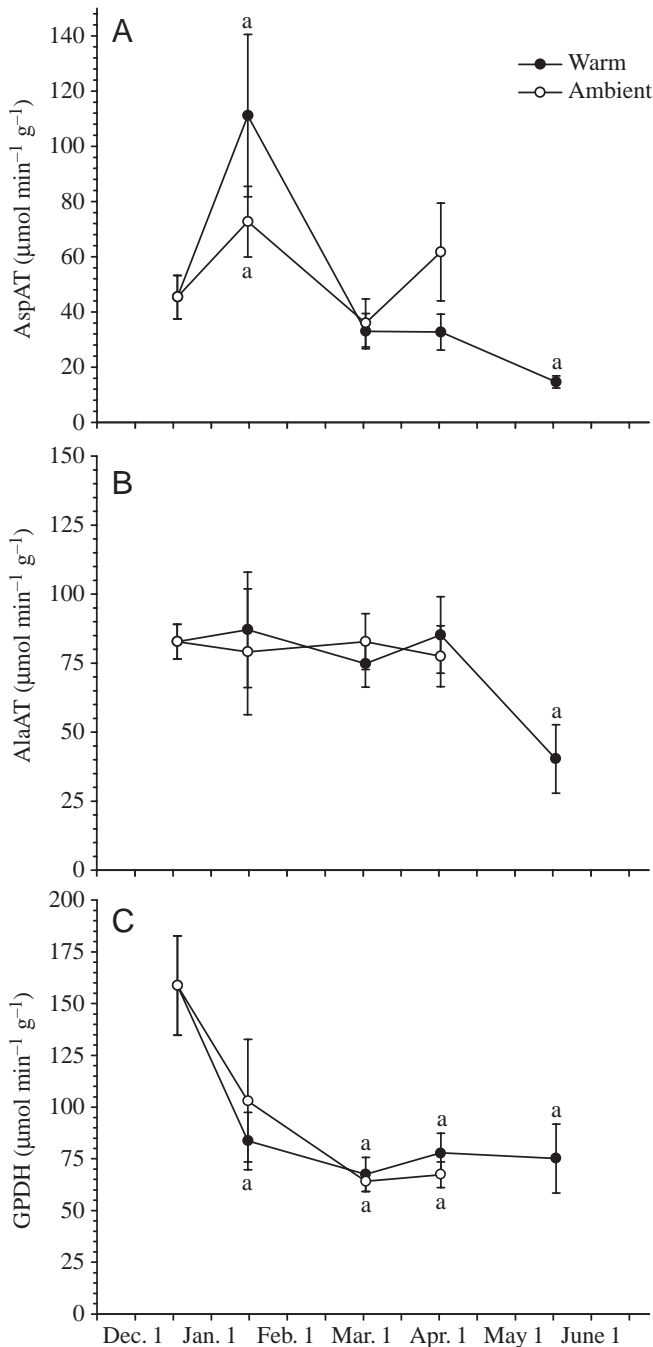 A
AspAT (µmol min⁻¹ g⁻¹)
140
120
100
80
60
40
20
0
a
a
a
Warm
Ambient
B
AlaAT (µmol min⁻¹ g⁻¹)
150
125
100
75
50
25
0
a
C
GPDH (µmol min⁻¹ g⁻¹)
200
175
150
125
100
75
50
25
0
a
a
a
a
a
a
Dec. 1 Jan. 1 Feb. 1 Mar. 1 Apr. 1 May 1 June 1